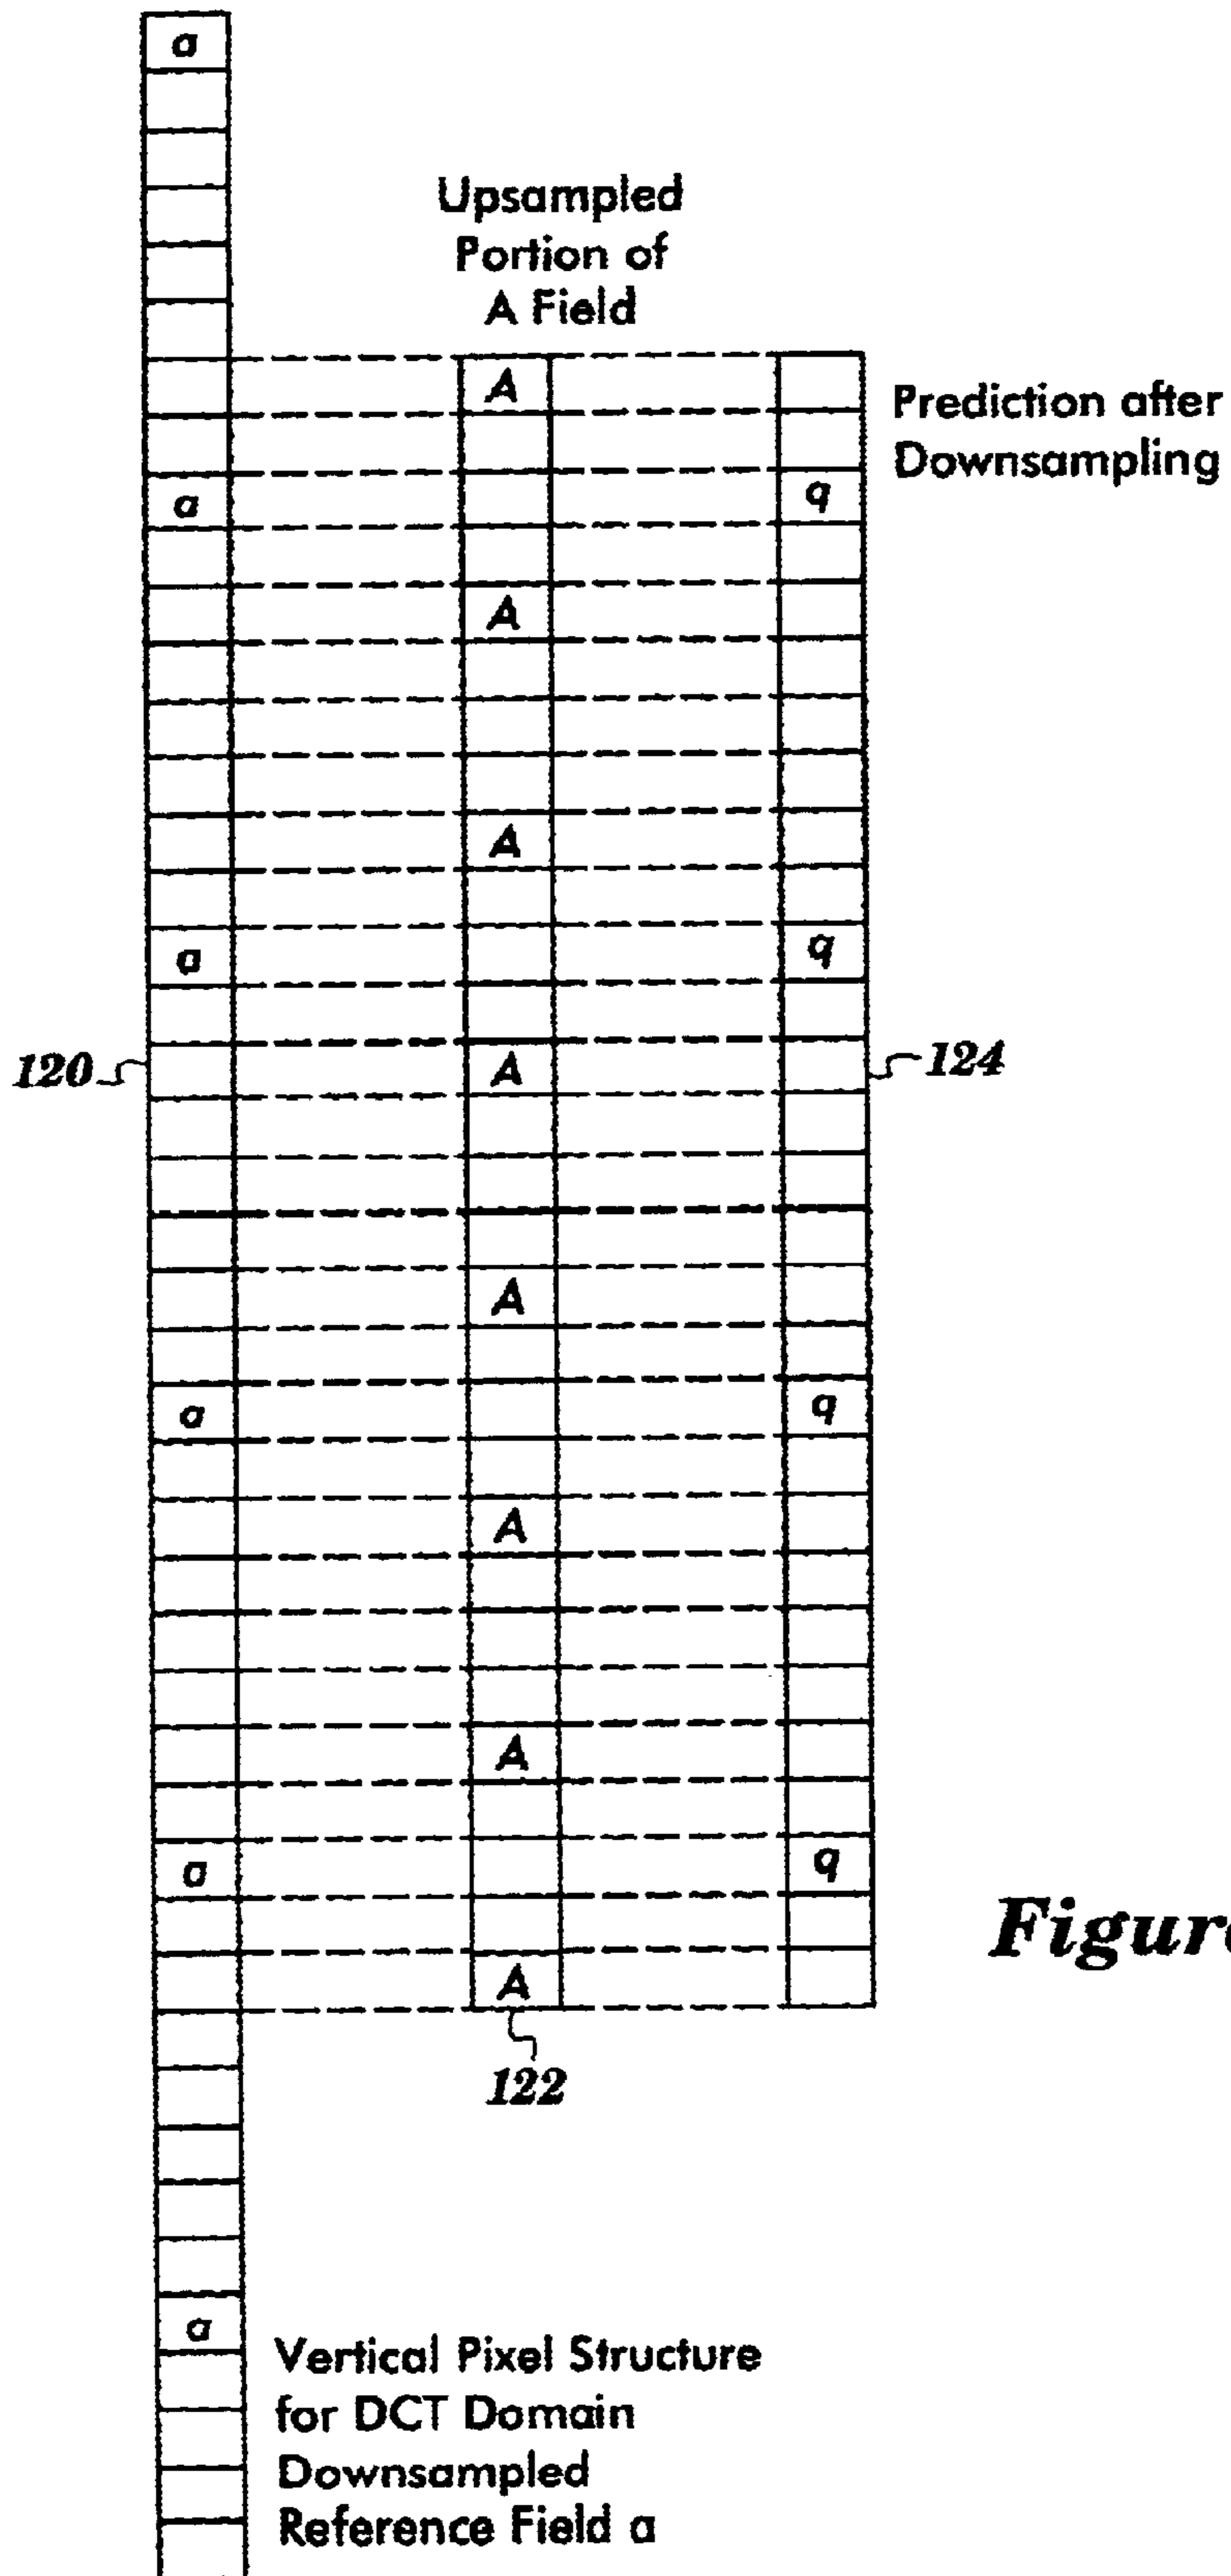 a
Upsampled
Portion of
A Field
A
Prediction after
Downsampling
a
q
A
A
a
q
120
A
124
A
a
q
A
A
a
q
Figure
A
122
a
Vertical Pixel Structure
for DCT Domain
Downsampled
Reference Field a